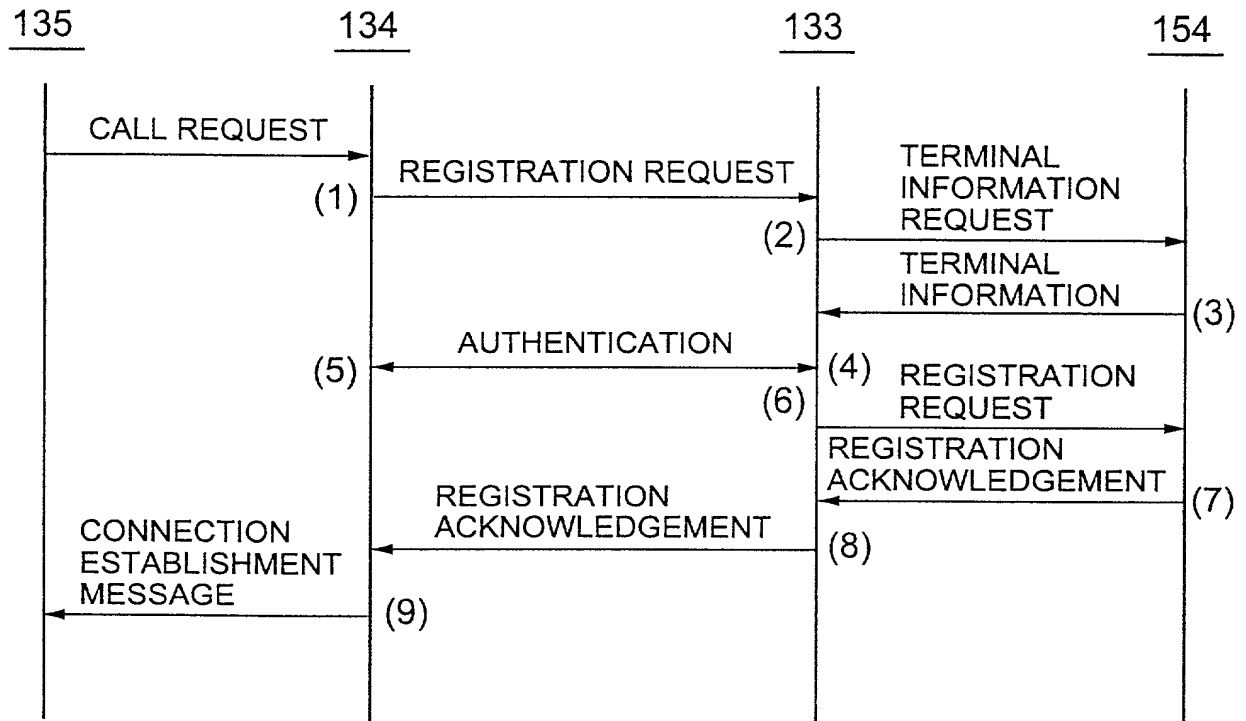 135
134
133
154
CALL REQUEST
(1)
REGISTRATION REQUEST
(2)
TERMINAL
INFORMATION
REQUEST
TERMINAL
INFORMATION
(3)
(5)
AUTHENTICATION
(4)
(6)
REGISTRATION
REQUEST
REGISTRATION
ACKNOWLEDGEMENT
(7)
REGISTRATION
ACKNOWLEDGEMENT
(8)
CONNECTION
ESTABLISHMENT
MESSAGE
(9)